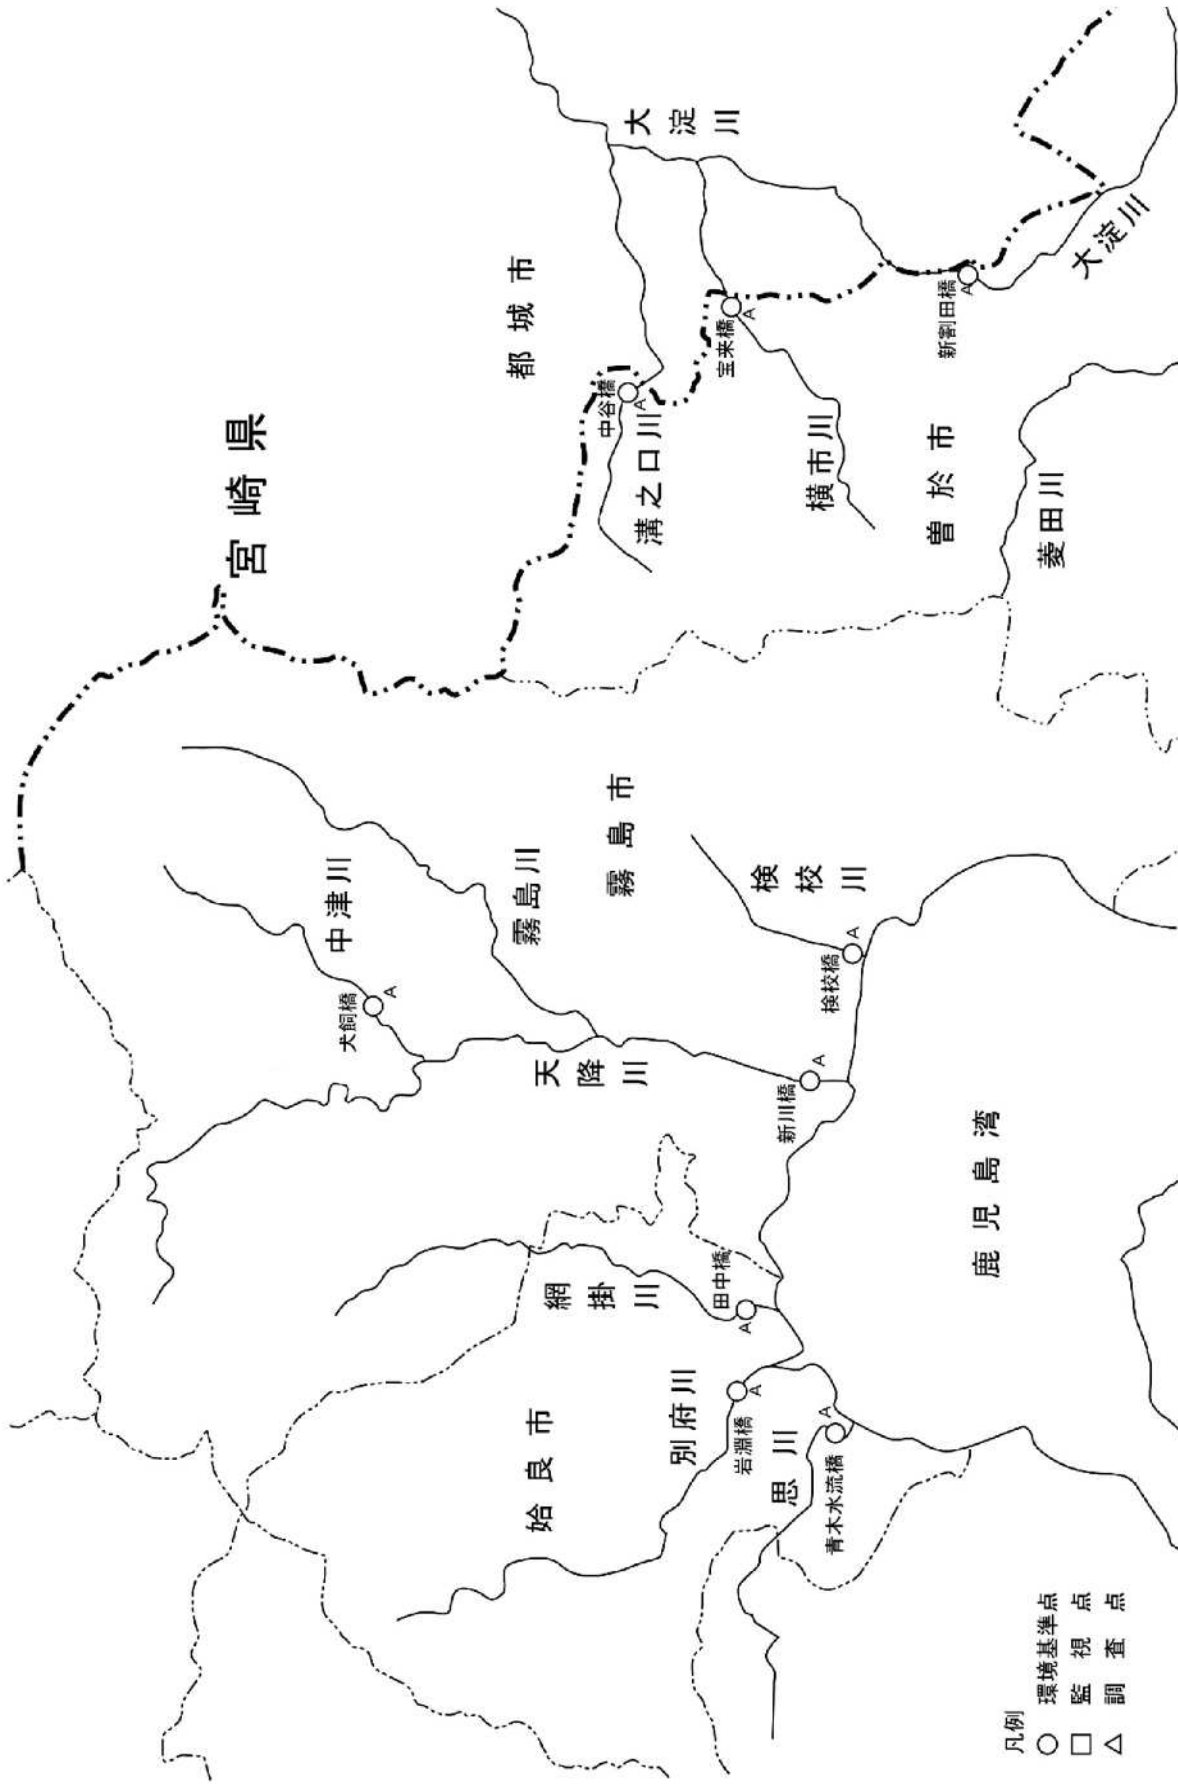 宮崎県
都城市
大淀川
中谷橋
A
溝之口川
宝来橋
A
横市川
新割田橋
A
大淀川
曽於市
菱田川
中津川
犬飼橋
A
霧島川
霧島市
天降川
検校川
検校橋
A
新川橋
A
網掛川
田中橋
A
姶良市
別府川
岩淵橋
A
思川
青木水流橋
A
鹿児島湾
凡例
○ 環境基準点
□ 監視点
△ 調査点